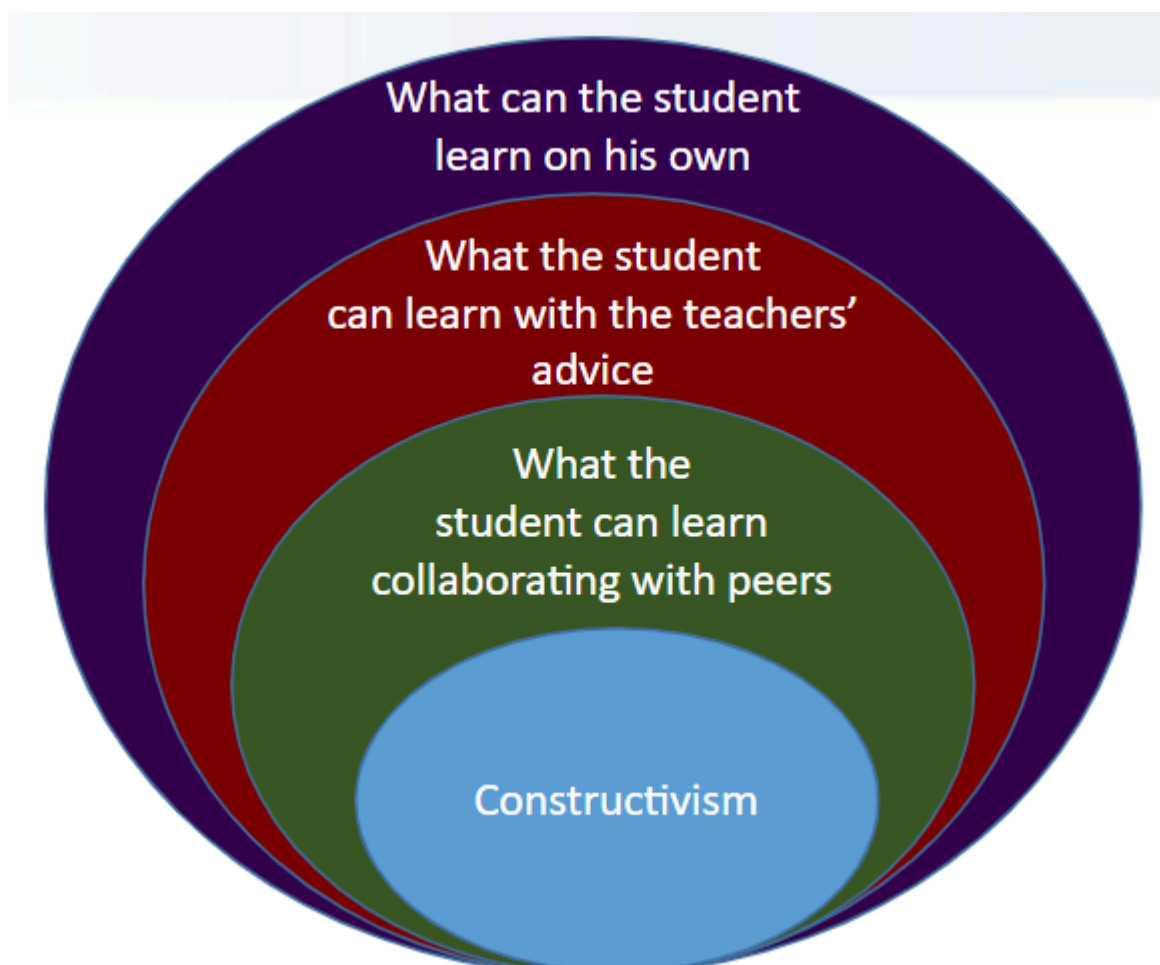 What can the student
learn on his own
What the student
can learn with the teachers’
advice
What the
student can learn
collaborating with peers
Constructivism